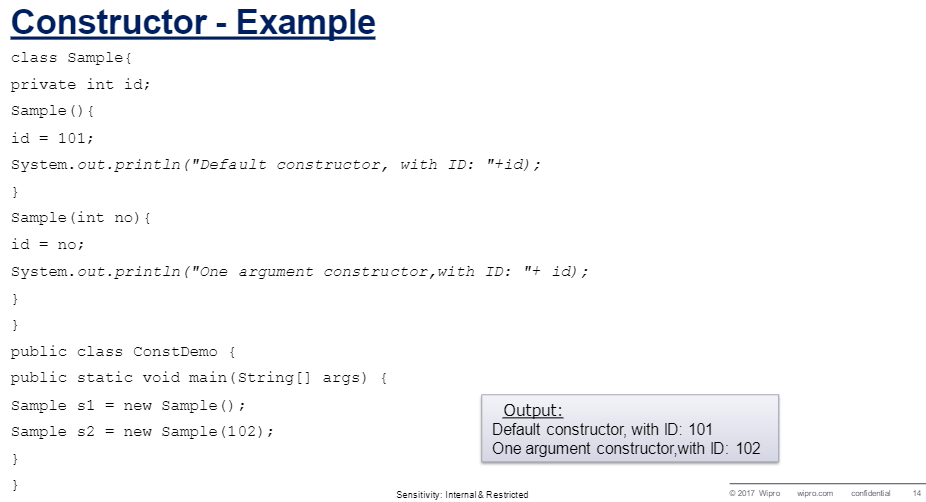 Constructor - Example
class Sample{
private int id;
Sample(){
id = 101;
System.out.println("Default constructor, with ID: "+id);
}
Sample(int no){
id = no;
System.out.println("One argument constructor,with ID: "+ id);
}
}
public class ConstDemo {
public static void main(String[] args) {
Sample s1 = new Sample();
Sample s2 = new Sample(102);
}
}
Output:
Default constructor, with ID: 101
One argument constructor,with ID: 102
Sensitivity: Internal & Restricted
© 2017 Wipro wipro.com confidential 14